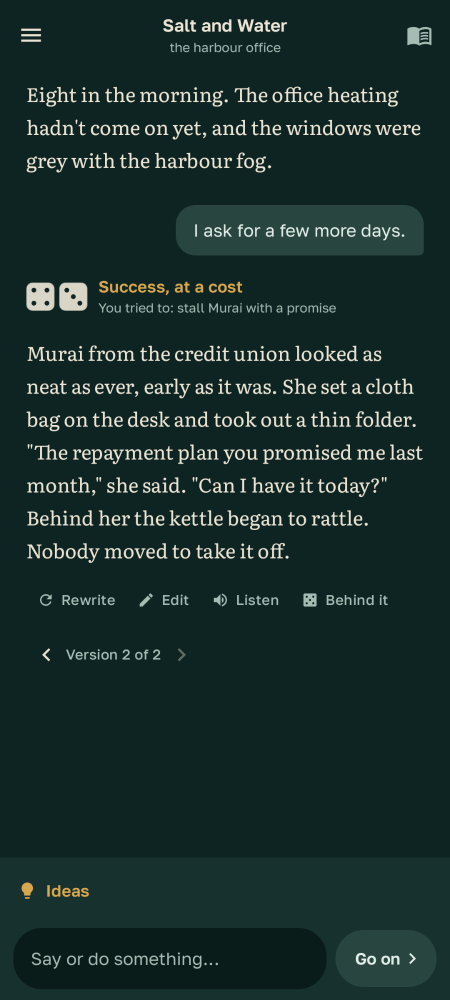 Salt and Water
the harbour office
Eight in the morning. The office heating
hadn't come on yet, and the windows were
grey with the harbour fog.
I ask for a few more days.
Success, at a cost
You tried to: stall Murai with a promise
Murai from the credit union looked as
neat as ever, early as it was. She set a cloth
bag on the desk and took out a thin folder.
"The repayment plan you promised me last
month," she said. "Can I have it today?"
Behind her the kettle began to rattle.
Nobody moved to take it off.
Rewrite Edit Listen Behind it
Version 2 of 2
Ideas
Say or do something...
Go on